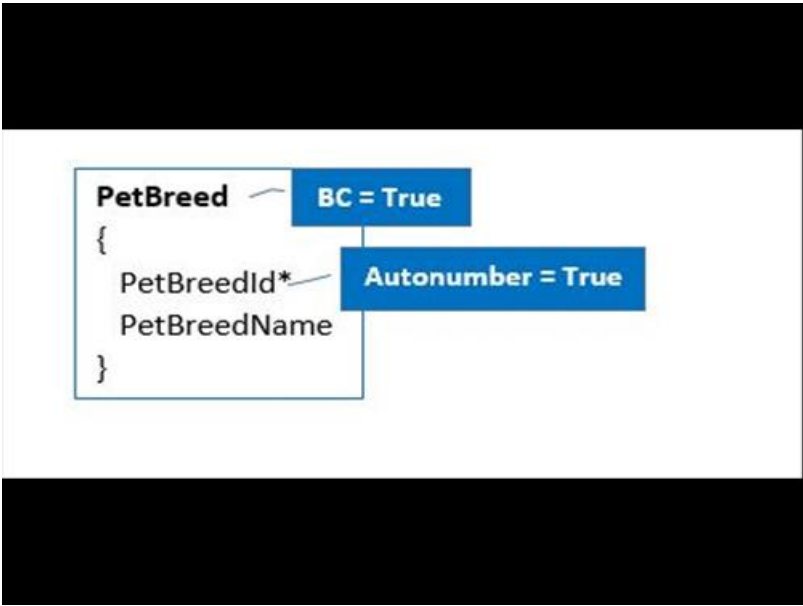 PetBreed
BC = True
{
PetBreedId*
Autonumber = True
PetBreedName
}